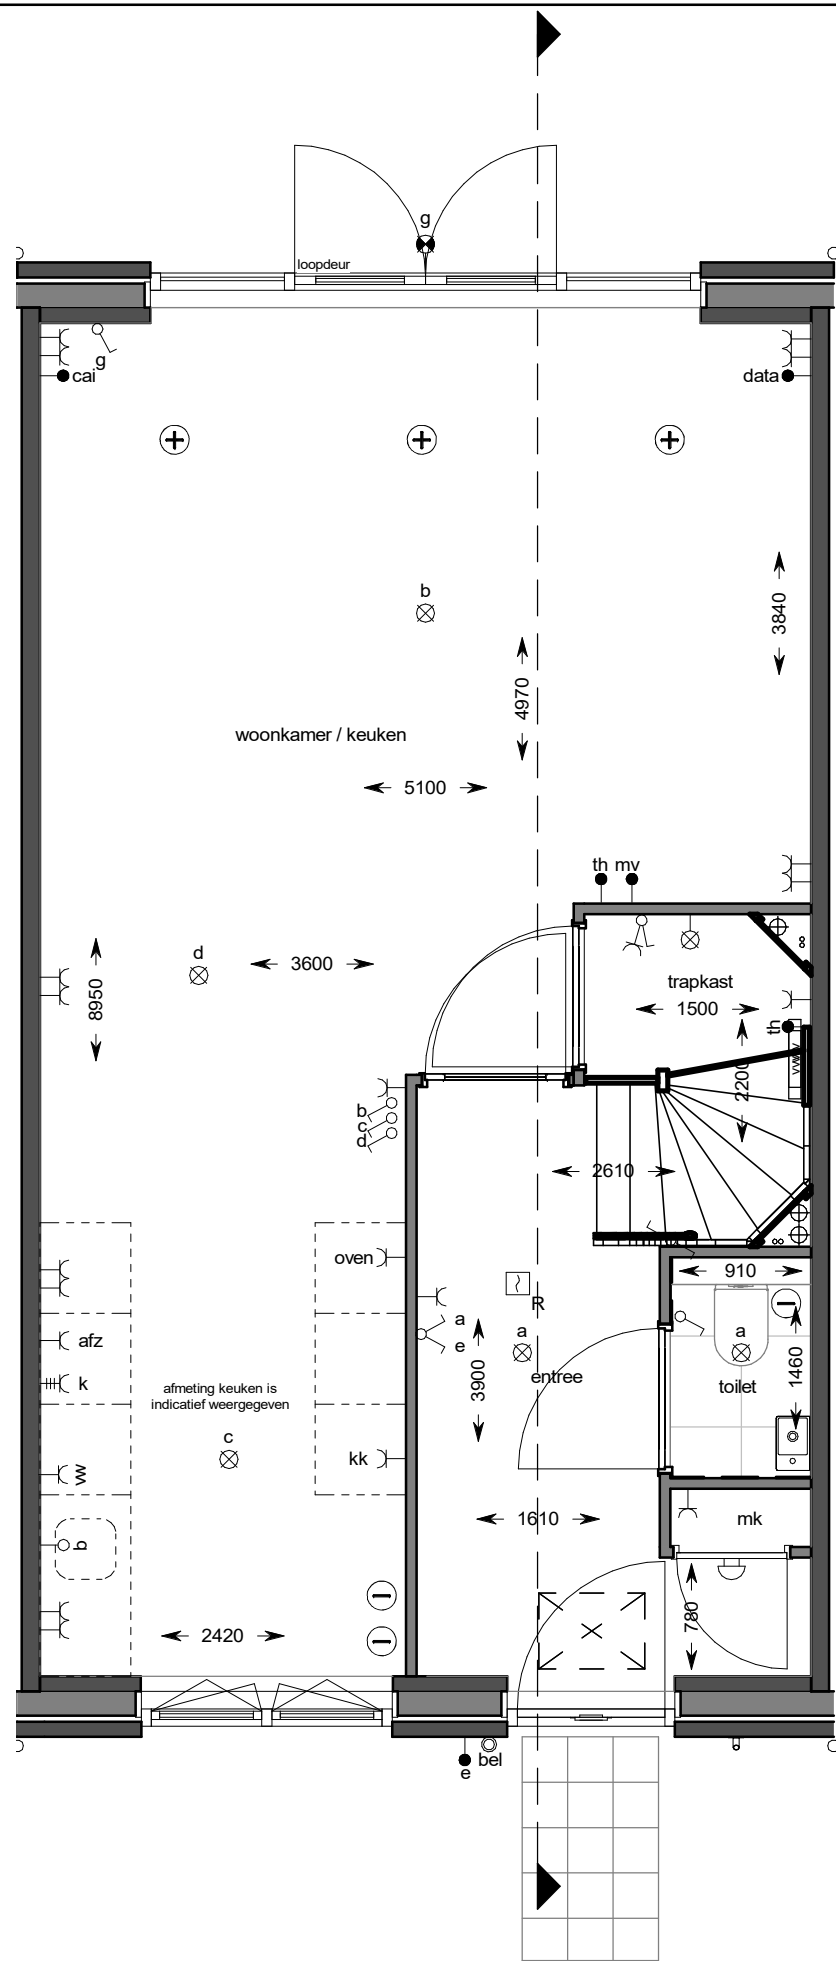 g
loopdeur
g
cai
data
b
3840
4970
woonkamer / keuken
5100
th mv
d
3600
8950
trapkast
1500
th
vwv
2200
b
c
d
2610
oven
910
R
a
e
a
a
afz
3900
entree
1460
k
afmeting keuken is
indicatief weergegeven
toilet
c
kk
vw
1610
mk
b
780
2420
bel
e